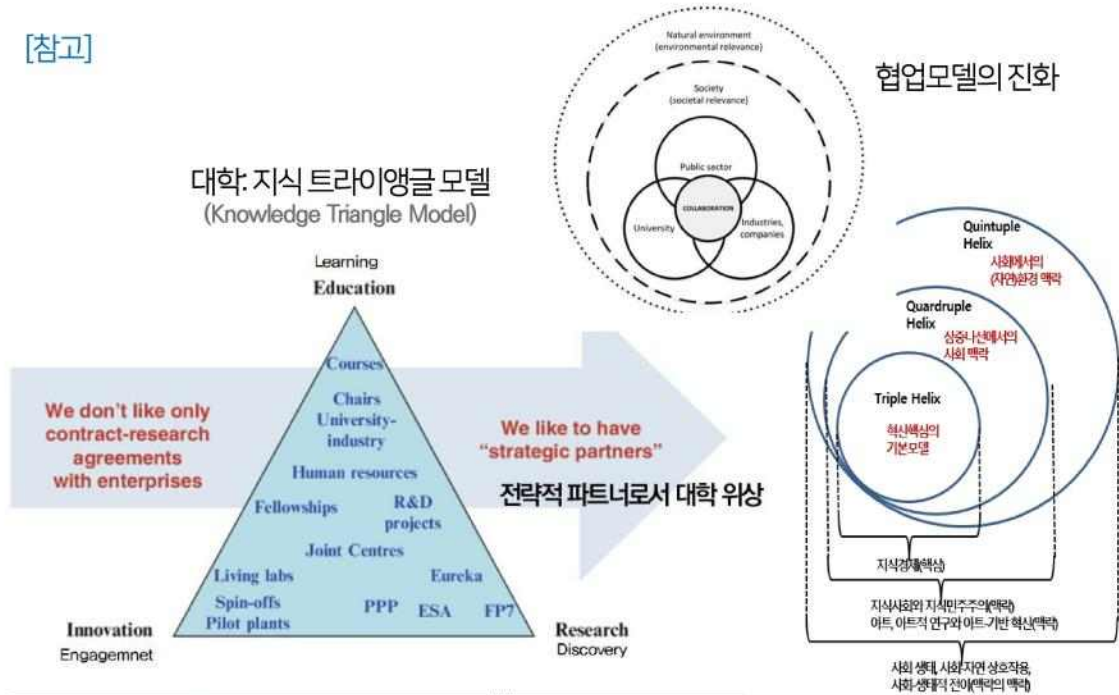 [참고]
Natural environment
(environmental relevance)
Society
(societal relevance)
Public sector
COLLABORATION
University
Industries,
companies
협업모델의 진화
대학: 지식 트라이앵글 모델
(Knowledge Triangle Model)
Learning
Education
Courses
Chairs
University-
industry
Human resources
Fellowships
R&D
projects
Joint Centres
Living labs
Eureka
Spin-offs
Pilot plants
PPP
ESA
FP7
Innovation
Engagemnet
Research
Discovery
We don't like only
contract-research
agreements
with enterprises
We like to have
“strategic partners”
전략적 파트너로서 대학 위상
Quintuple
Helix
사회에서의
(자연)환경 맥락
Quardruple
Helix
삼중나선에서의
사회 맥락
Triple Helix
혁신핵심의
기본모델
지식경제(핵심)
지식사회와 지식민주주의(맥락)
아트, 아트적 연구와 아트-기반 혁신(맥락)
사회 생태, 사회-자연 상호작용,
사회-생태적 전이(맥락의 맥락)